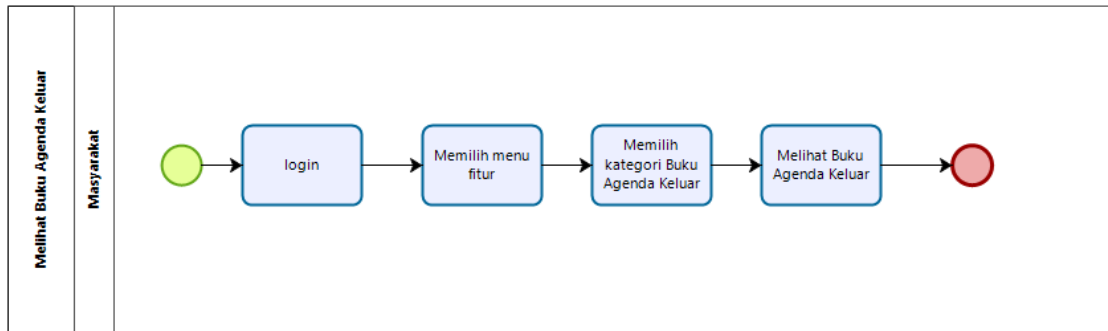 Melihat Buku Agenda Keluar
Masyarakat
login
Memilih menu
fitur
Memilih
kategori Buku
Agenda Keluar
Melihat Buku
Agenda Keluar